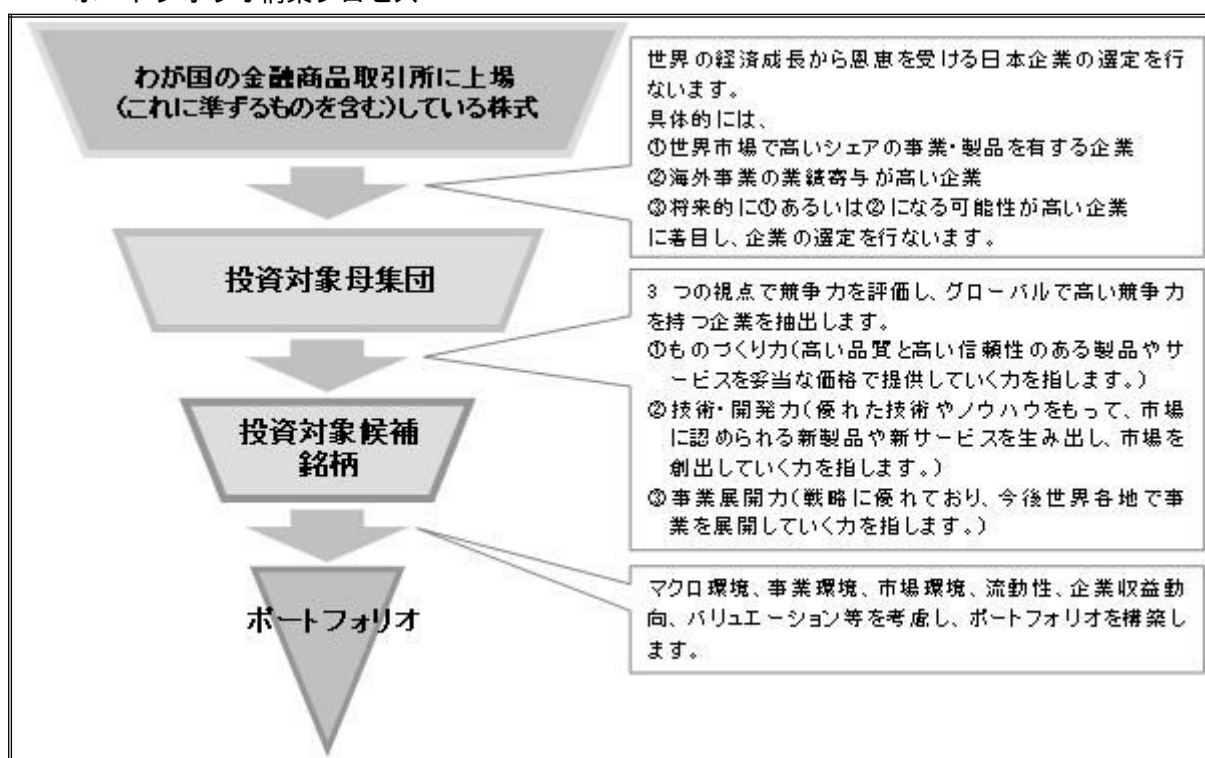 わが国の金融商品取引所に上場
(これに準ずるものを含む)している株式
世界の経済成長から恩恵を受ける日本企業の選定を行
ないます。
具体的には、
①世界市場で高いシェアの事業・製品を有する企業
②海外事業の業績寄与が高い企業
③将来的に①あるいは②になる可能性が高い企業
に着目し、企業の選定を行ないます。
投資対象母集団
3 つの視点で競争力を評価し、グローバルで高い競争力
を持つ企業を抽出します。
①ものづくり力(高い品質と高い信頼性のある製品やサ
ービスを妥当な価格で提供していく力を指します。)
②技術・開発力(優れた技術やノウハウをもって、市場
に認められる新製品や新サービスを生み出し、市場を
創出していく力を指します。)
③事業展開力(戦略に優れており、今後世界各地で事
業を展開していく力を指します。)
投資対象候補
銘柄
マクロ環境、事業環境、市場環境、流動性、企業収益動
向、バリュエーション等を考慮し、ポートフォリオを構築し
ます。
ポートフォリオ